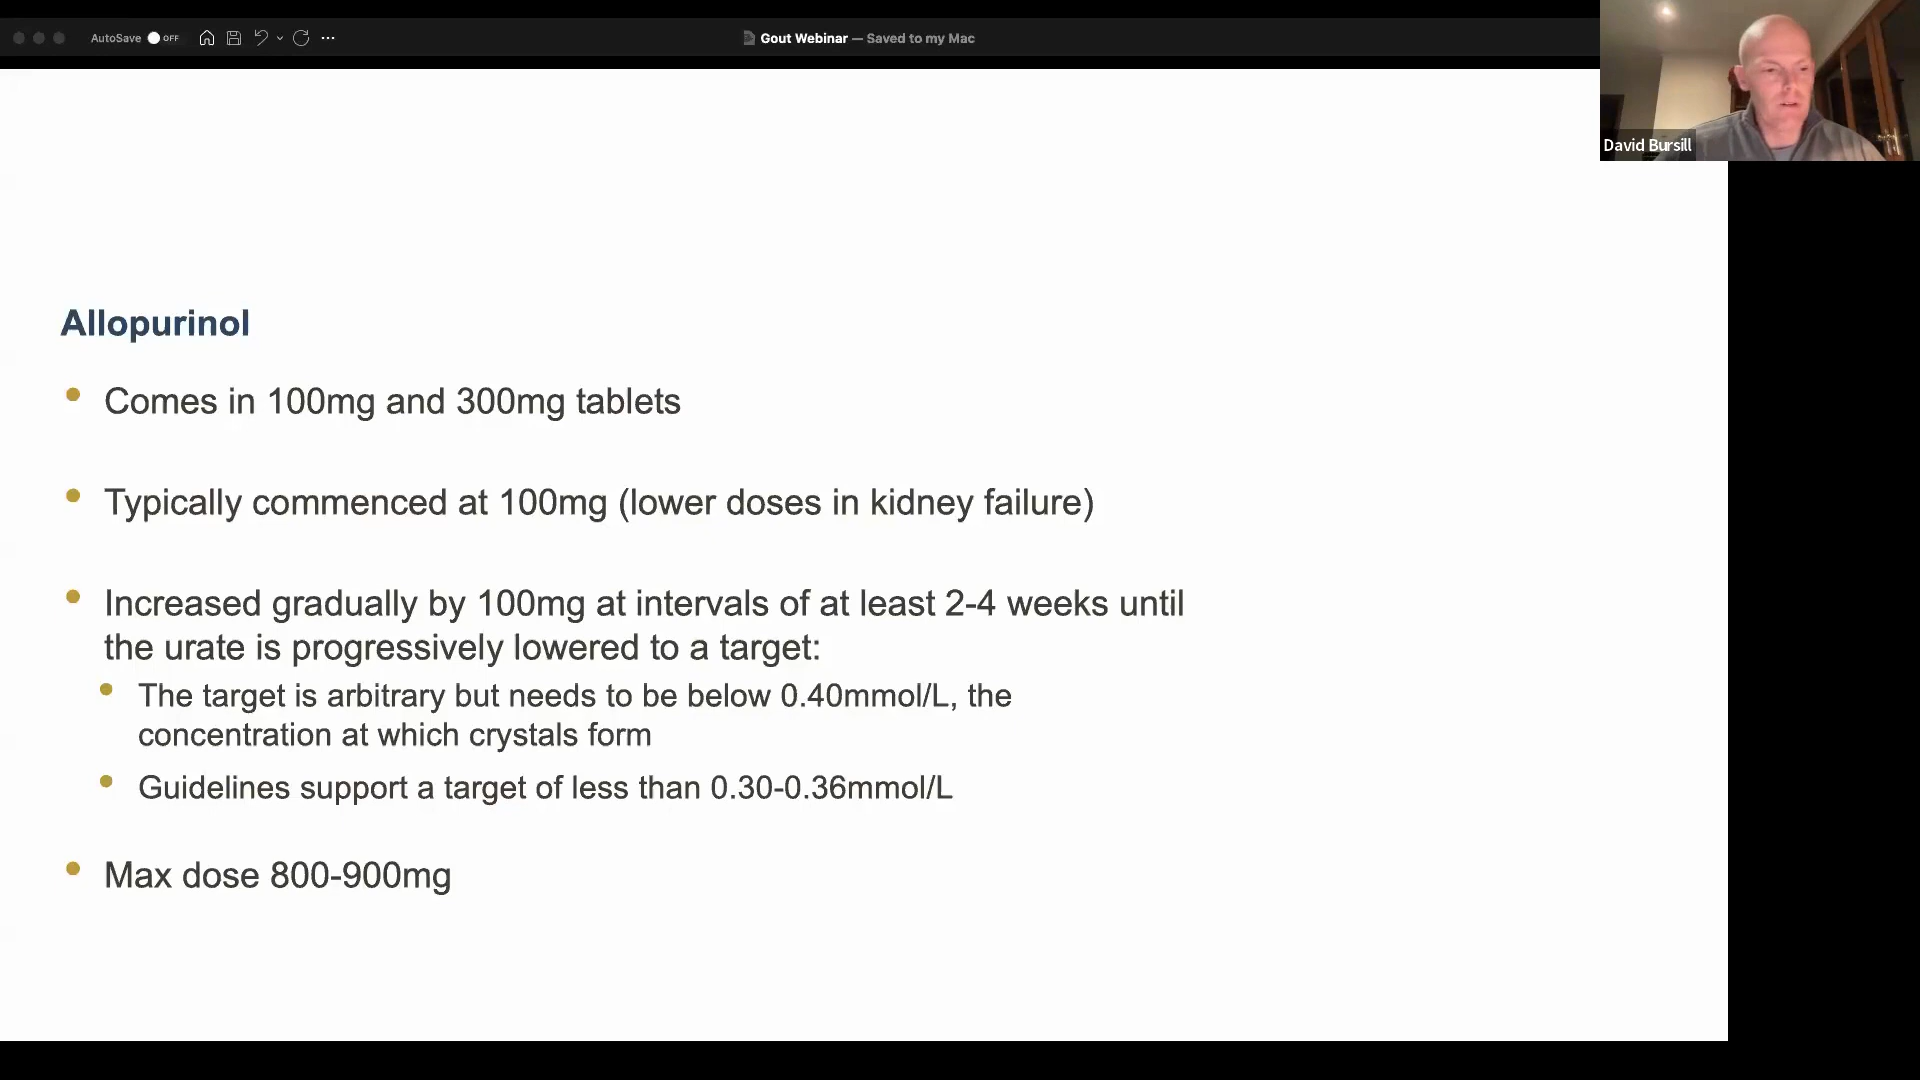 AutoSave OFF
Gout Webinar — Saved to my Mac
David Bursill
Allopurinol
• Comes in 100mg and 300mg tablets
• Typically commenced at 100mg (lower doses in kidney failure)
• Increased gradually by 100mg at intervals of at least 2-4 weeks until
the urate is progressively lowered to a target:
• The target is arbitrary but needs to be below 0.40mmol/L, the
concentration at which crystals form
• Guidelines support a target of less than 0.30-0.36mmol/L
• Max dose 800-900mg